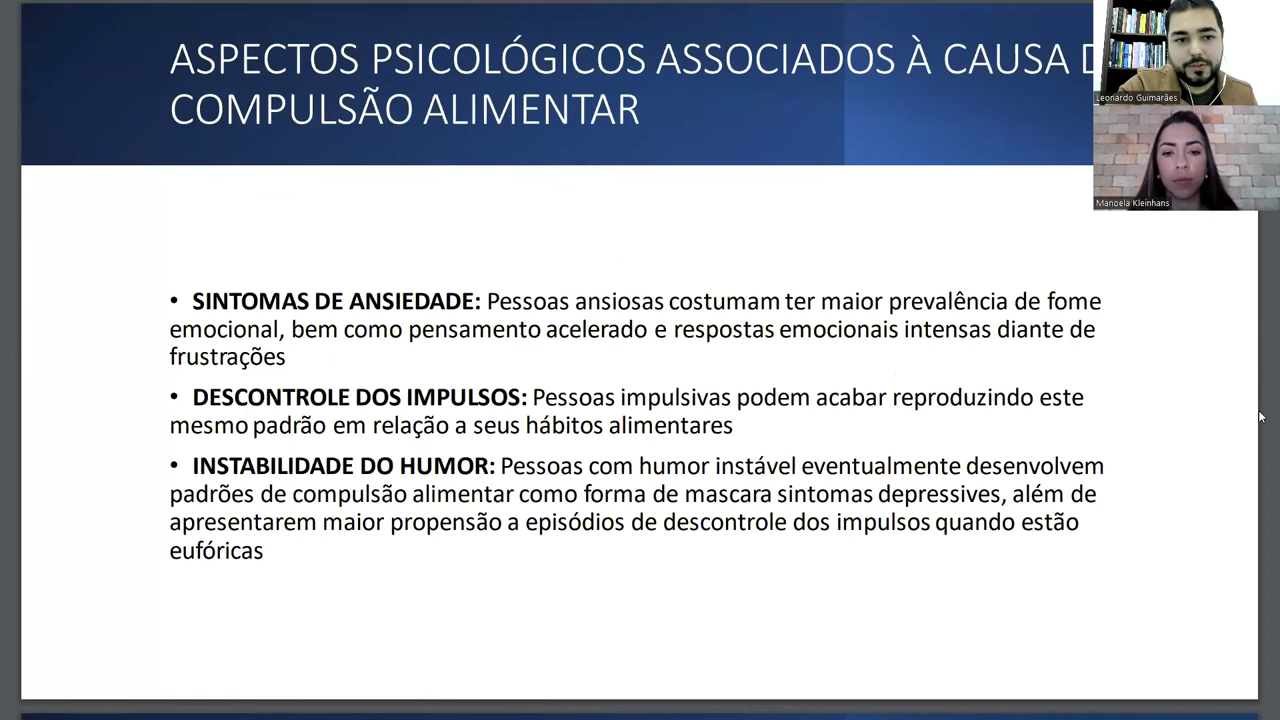 ASPECTOS PSICOLÓGICOS ASSOCIADOS À CAUSA
COMPULSÃO ALIMENTAR
Leonardo Guimarães
Manoela Kleinhans
• SINTOMAS DE ANSIEDADE: Pessoas ansiosas costumam ter maior prevalência de fome
emocional, bem como pensamento acelerado e respostas emocionais intensas diante de
frustrações
• DESCONTROLE DOS IMPULSOS: Pessoas impulsivas podem acabar reproduzindo este
mesmo padrão em relação a seus hábitos alimentares
• INSTABILIDADE DO HUMOR: Pessoas com humor instável eventualmente desenvolvem
padrões de compulsão alimentar como forma de mascara sintomas depressives, além de
apresentarem maior propensão a episódios de descontrole dos impulsos quando estão
eufóricas